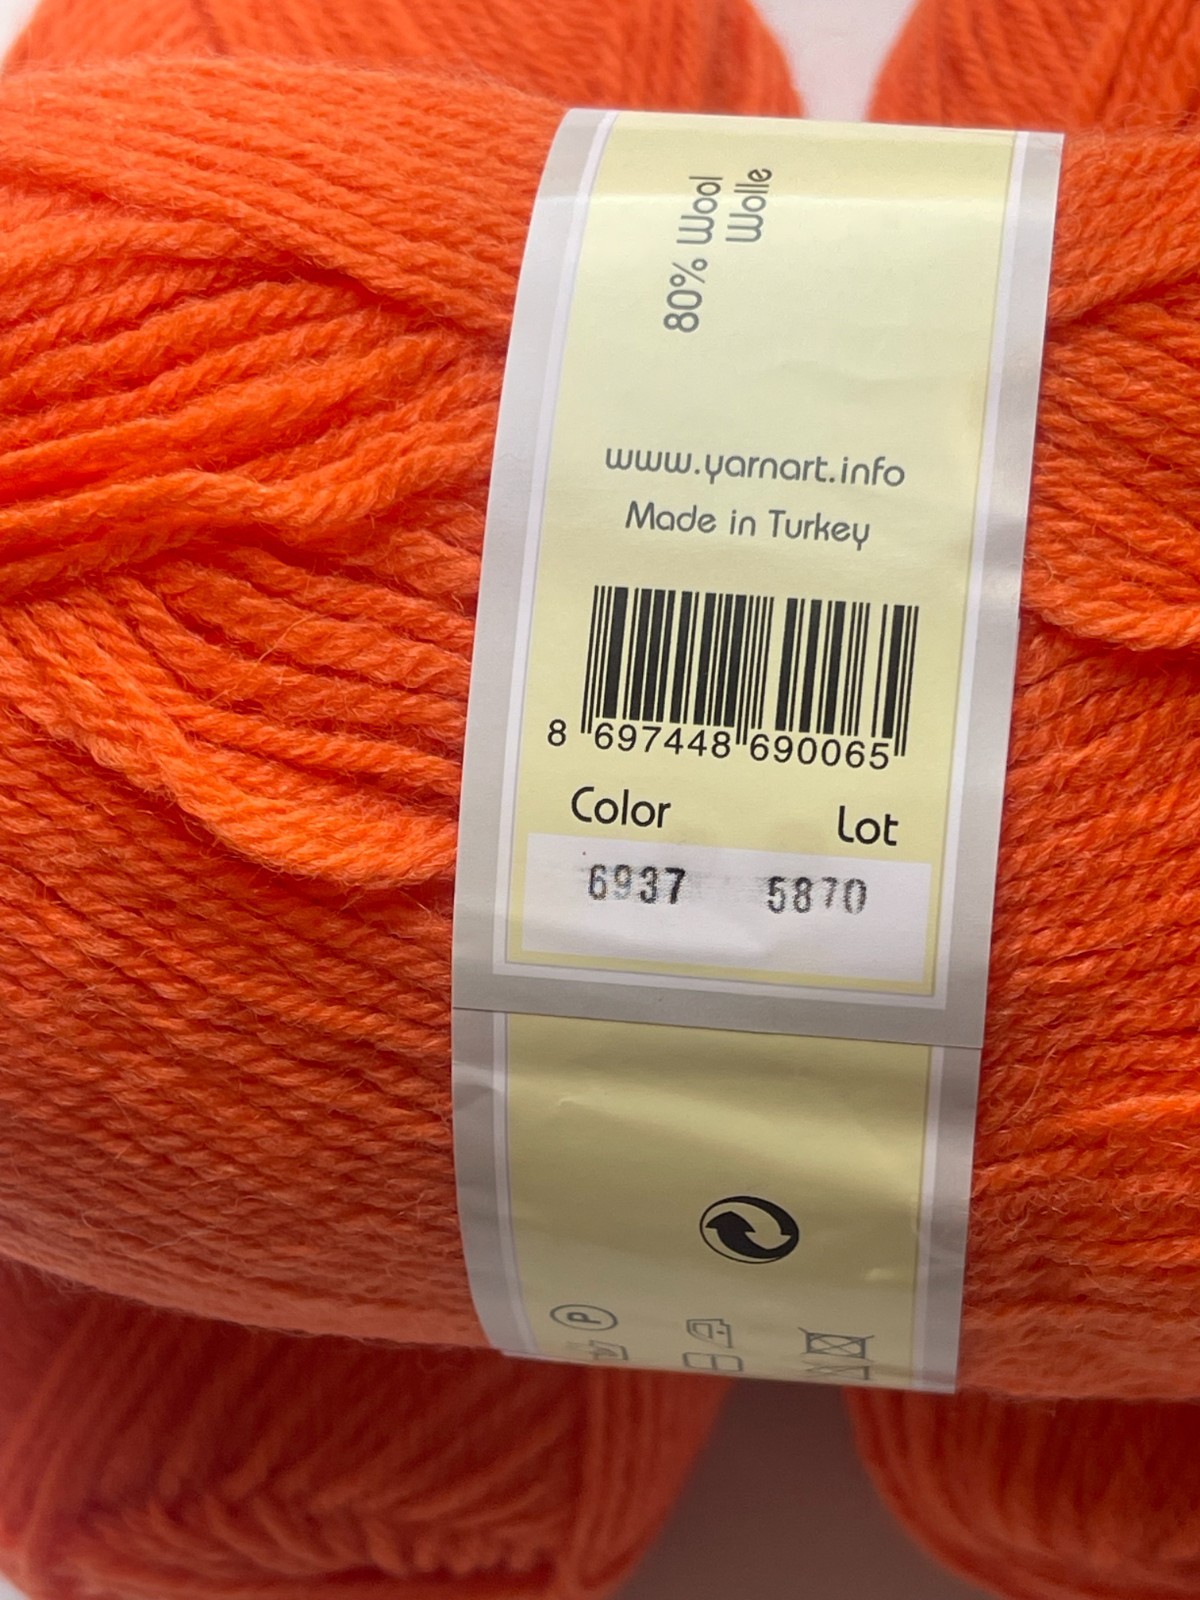 80% Wool
Wolle
www.yarnart.info
Made in Turkey
8 697448 690065
Color Lot
6937 5870
P